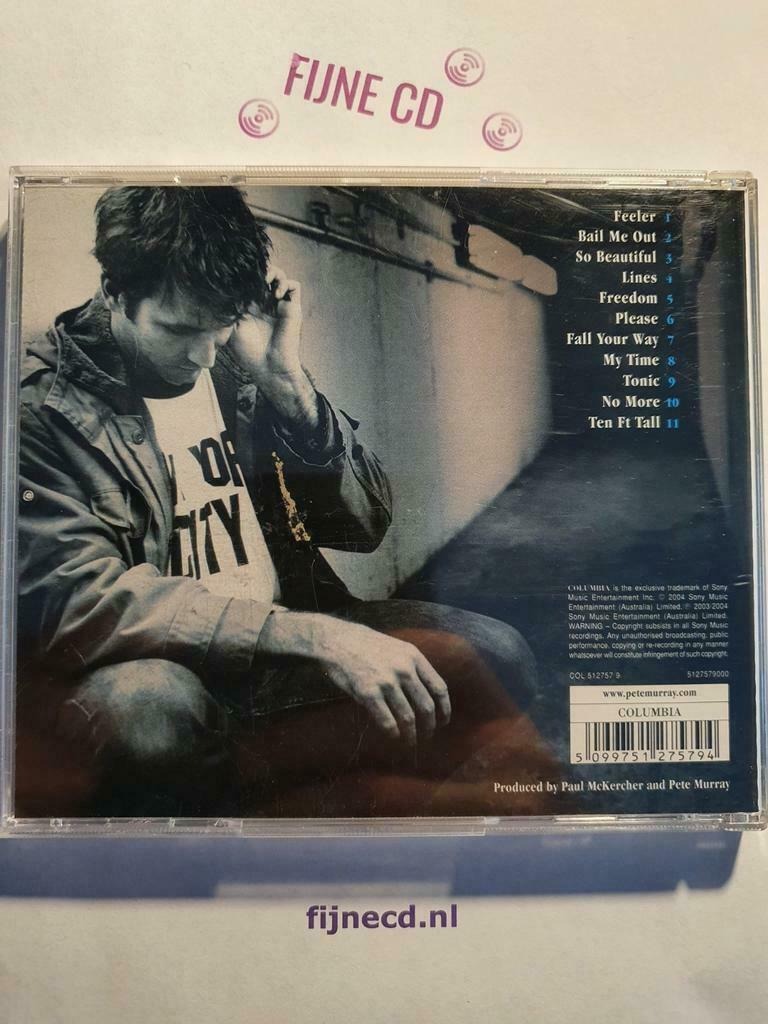 FIJNE CD
Feeler 1
Bail Me Out 2
So Beautiful 3
Lines 4
Freedom 5
Please 6
Fall Your Way 7
My Time 8
Tonic 9
No More 10
Ten Ft Tall 11
YOR
CITY
COLUMBIA is the exclusive trademark of Sony
Music Entertainment Inc. © 2004 Sony Music
Entertainment (Australia) Limited. ℗ 2003/2004
Sony Music Entertainment (Australia) Limited.
WARNING – Copyright subsists in all Sony Music
recordings. Any unauthorised broadcasting, public
performance, copying or re-recording in any manner
whatsoever will constitute infringement of such copyright.
COL 512757 9 5127579000
www.petemurray.com
COLUMBIA
5 099751 275794
Produced by Paul McKercher and Pete Murray
fijnecd.nl